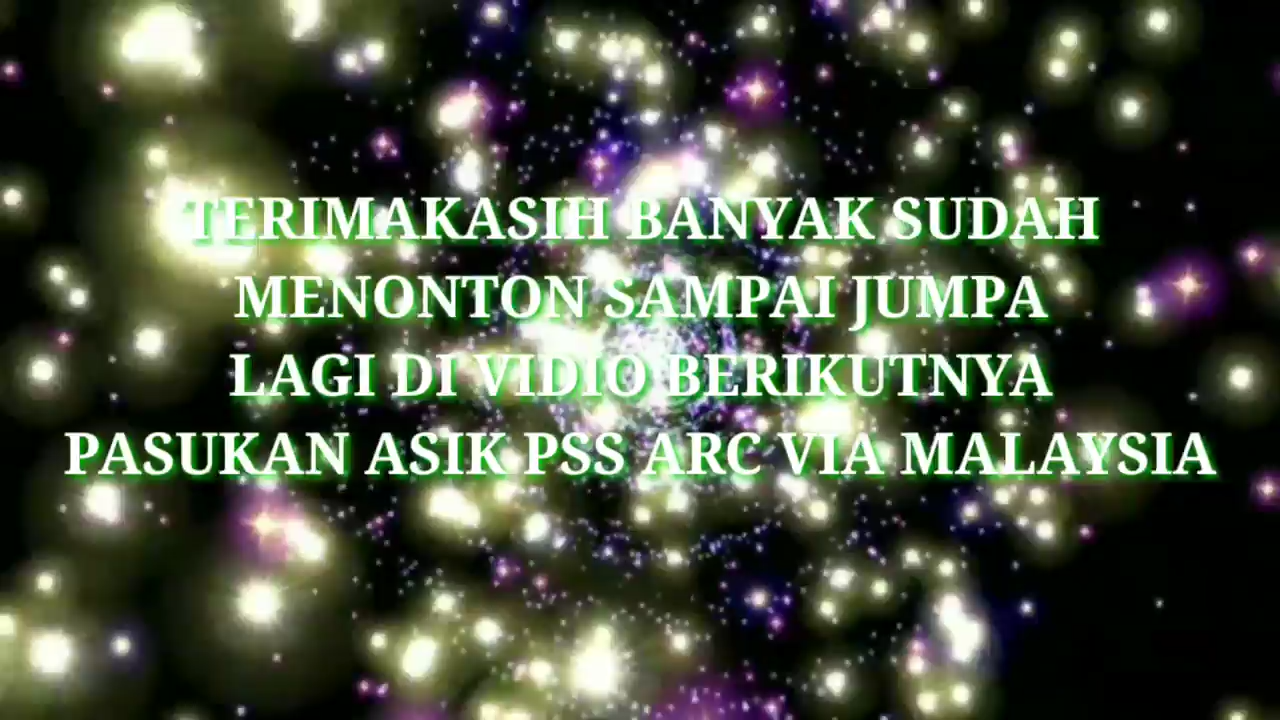 TERIMAKASIH BANYAK SUDAH
MENONTON SAMPAI JUMPA
LAGI DI VIDIO BERIKUTNYA
PASUKAN ASIK PSS ARC VIA MALAYSIA